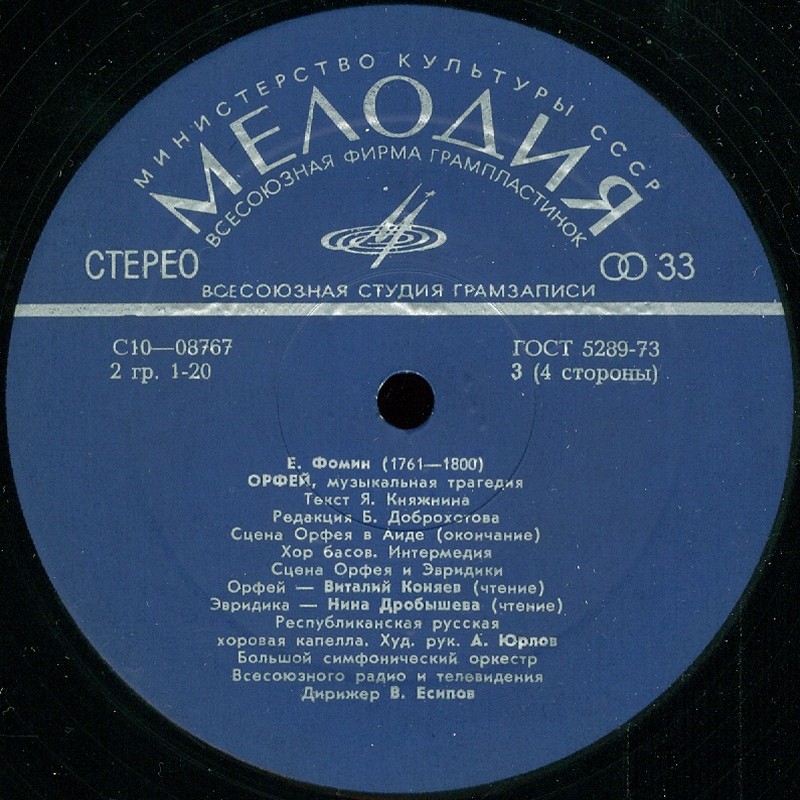 МИНИСТЕРСТВО КУЛЬТУРЫ СССР
МЕЛОДИЯ
ВСЕСОЮЗНАЯ ФИРМА ГРАМПЛАСТИНОК
СТЕРЕО
33
ВСЕСОЮЗНАЯ СТУДИЯ ГРАМЗАПИСИ
С10—08767
ГОСТ 5289-73
2 гр. 1-20
3 (4 стороны)
Е. Фомин (1761—1800)
ОРФЕЙ, музыкальная трагедия
Текст Я. Княжнина
Редакция Б. Доброхотова
Сцена Орфея в Аиде (окончание)
Хор басов. Интермедия
Сцена Орфея и Эвридики
Орфей — Виталий Коняев (чтение)
Эвридика — Нина Дробышева (чтение)
Республиканская русская
хоровая капелла. Худ. рук. А. Юрлов
Большой симфонический оркестр
Всесоюзного радио и телевидения
Дирижер В. Есипов